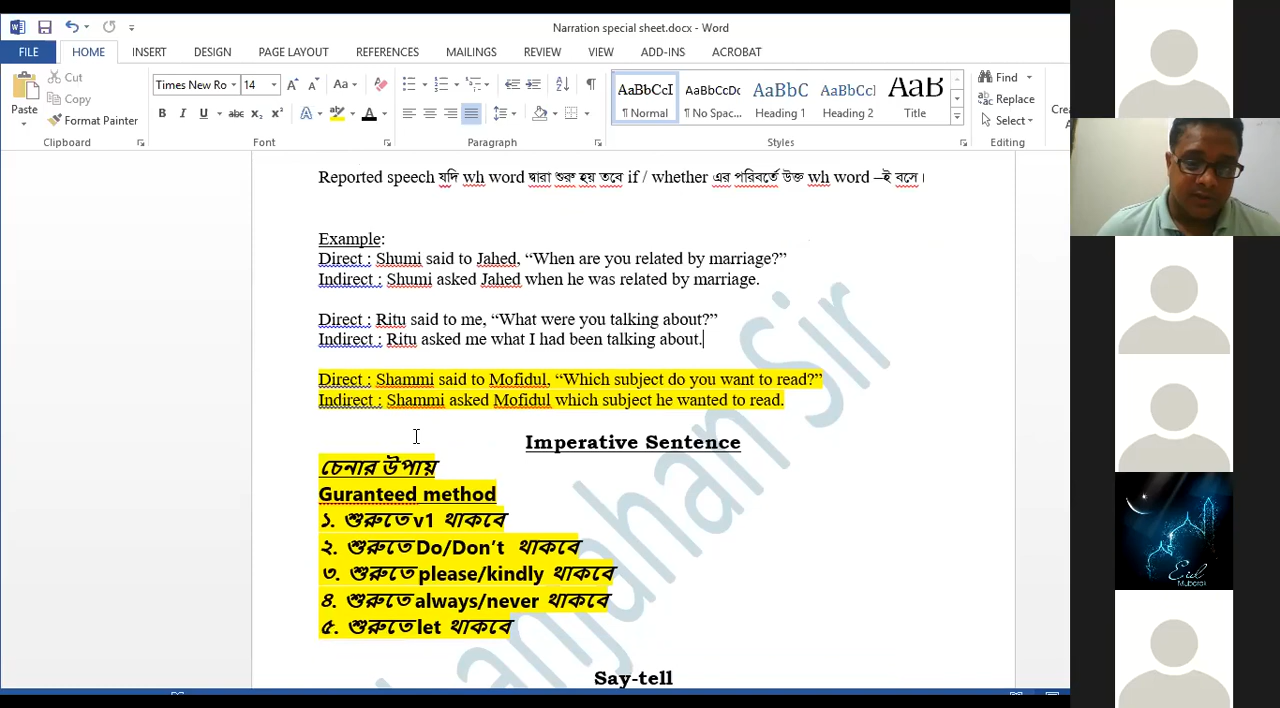 Narration special sheet.docx - Word
FILE HOME INSERT DESIGN PAGE LAYOUT REFERENCES MAILINGS REVIEW VIEW ADD-INS ACROBAT
Cut
Copy
Format Painter
Paste
Clipboard
Times New Ro 14
Font
Paragraph
AaBbCcI AaBbCcDc AaBbC AaBbCcl AaB
¶ Normal ¶ No Spac... Heading 1 Heading 2 Title
Styles
Find
Replace
Select
Editing
Reported speech যদি wh word দ্বারা শুরু হয় তবে if / whether এর পরিবর্তে উক্ত wh word –ই বসে।
Example:
Direct : Shumi said to Jahed, “When are you related by marriage?”
Indirect : Shumi asked Jahed when he was related by marriage.
Direct : Ritu said to me, “What were you talking about?”
Indirect : Ritu asked me what I had been talking about.
Direct : Shammi said to Mofidul, “Which subject do you want to read?”
Indirect : Shammi asked Mofidul which subject he wanted to read.
Imperative Sentence
চেনার উপায়
Guranteed method
১. শুরুতে v1 থাকবে
২. শুরুতে Do/Don’t থাকবে
৩. শুরুতে please/kindly থাকবে
৪. শুরুতে always/never থাকবে
৫. শুরুতে let থাকবে
Say-tell
Eid
Mubarak